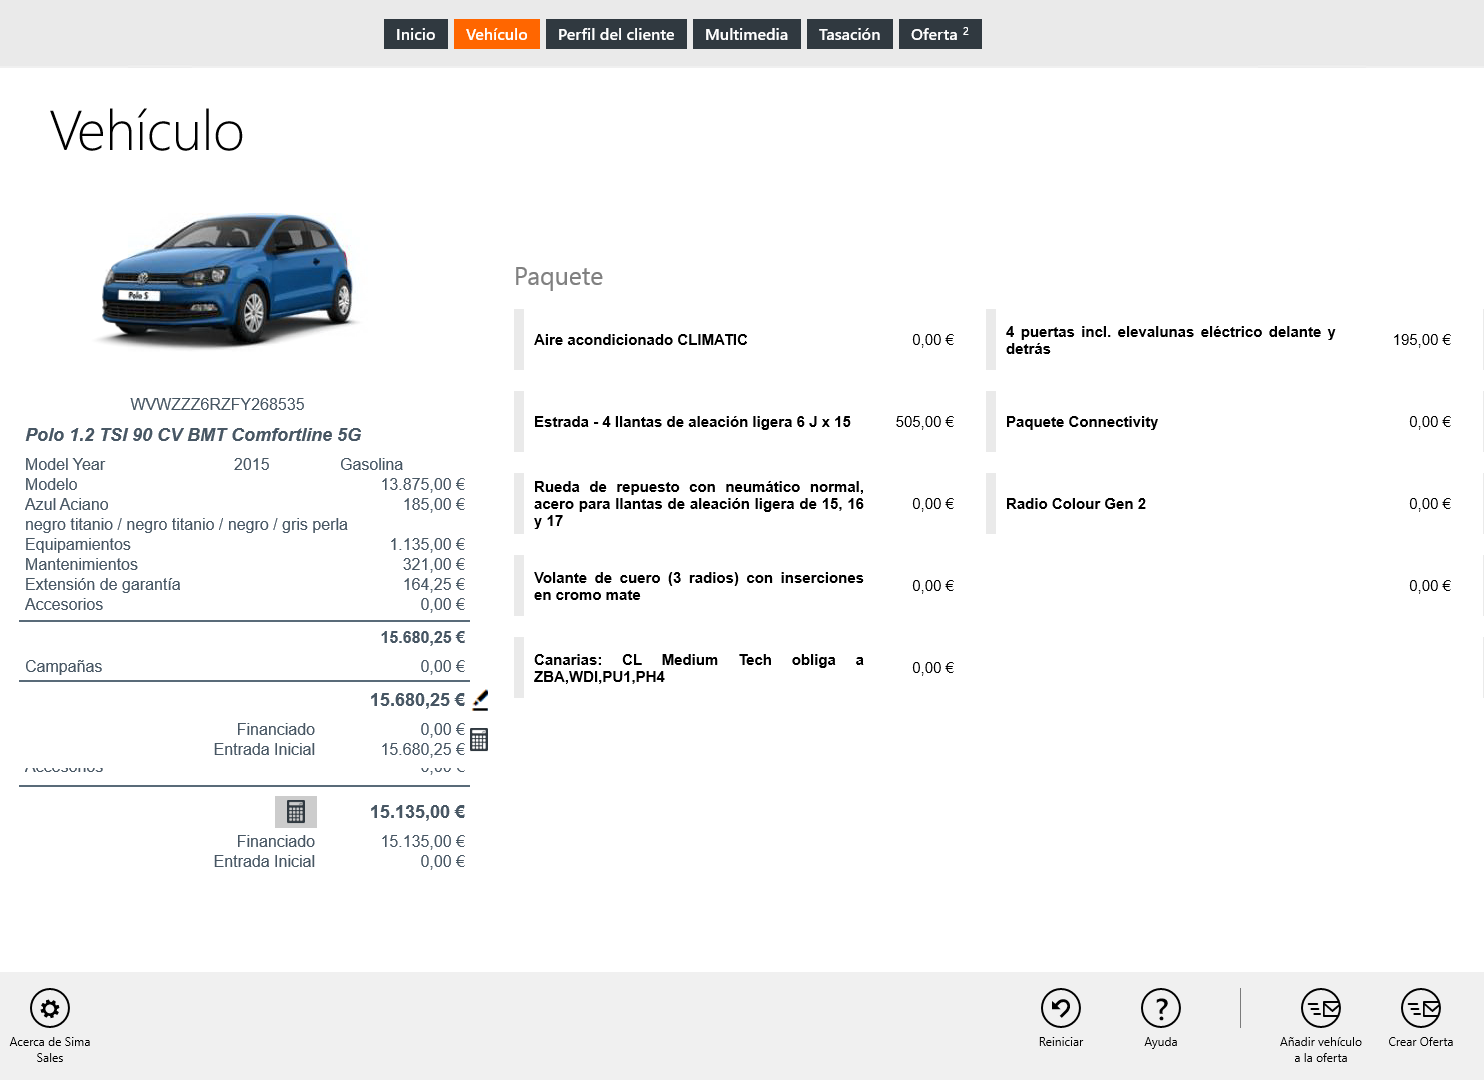 Inicio
Vehículo
Perfil del cliente
Multimedia
Tasación
Oferta 2
Vehículo
Polo S
WVWZZZ6RZFY268535
Polo 1.2 TSI 90 CV BMT Comfortline 5G
Model Year 2015 Gasolina
Modelo 13.875,00 €
Azul Aciano 185,00 €
negro titanio / negro titanio / negro / gris perla
Equipamientos 1.135,00 €
Mantenimientos 321,00 €
Extensión de garantía 164,25 €
Accesorios 0,00 €
15.680,25 €
Campañas 0,00 €
15.680,25 €
Financiado 0,00 €
Entrada Inicial 15.680,25 €
Accesorios 0,00 €
15.135,00 €
Financiado 15.135,00 €
Entrada Inicial 0,00 €
Paquete
Aire acondicionado CLIMATIC 0,00 €
Estrada - 4 llantas de aleación ligera 6 J x 15 505,00 €
Rueda de repuesto con neumático normal,
acero para llantas de aleación ligera de 15, 16 0,00 €
y 17
Volante de cuero (3 radios) con inserciones
en cromo mate 0,00 €
Canarias: CL Medium Tech obliga a
ZBA,WDI,PU1,PH4 0,00 €
4 puertas incl. elevalunas eléctrico delante y
detrás 195,00 €
Paquete Connectivity 0,00 €
Radio Colour Gen 2 0,00 €
0,00 €
Acerca de Sima
Sales
Reiniciar
Ayuda
Añadir vehículo
a la oferta
Crear Oferta